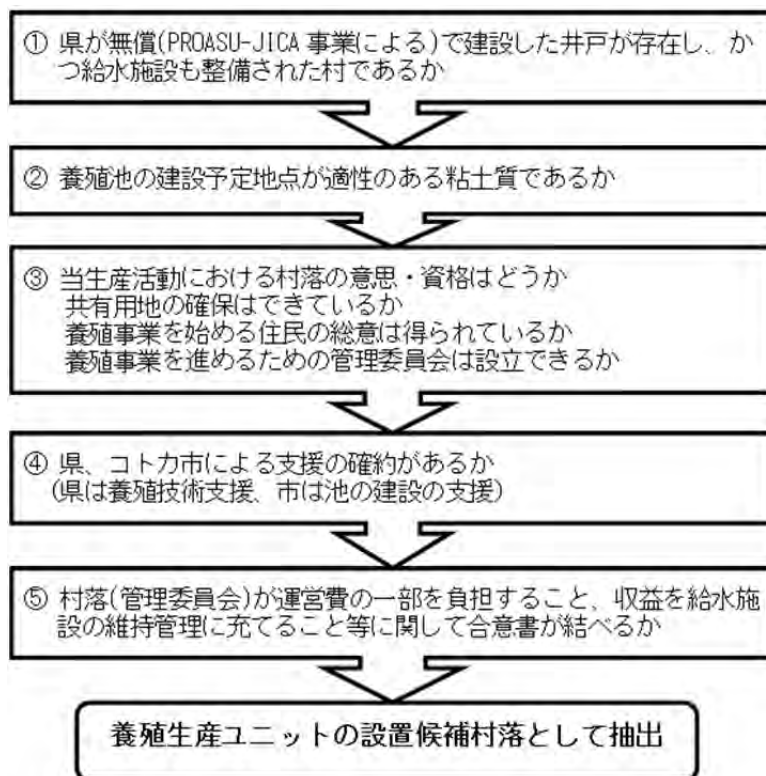 ① 県が無償(PROASU-JICA 事業による)で建設した井戸が存在し、か
つ給水施設も整備された村であるか
② 養殖池の建設予定地点が適性のある粘土質であるか
③ 当生産活動における村落の意思・資格はどうか
共有用地の確保はできているか
養殖事業を始める住民の総意は得られているか
養殖事業を進めるための管理委員会は設立できるか
④ 県、コトカ市による支援の確約があるか
(県は養殖技術支援、市は池の建設の支援)
⑤ 村落(管理委員会)が運営費の一部を負担すること、収益を給水施
設の維持管理に充てること等に関して合意書が結べるか
養殖生産ユニットの設置候補村落として抽出